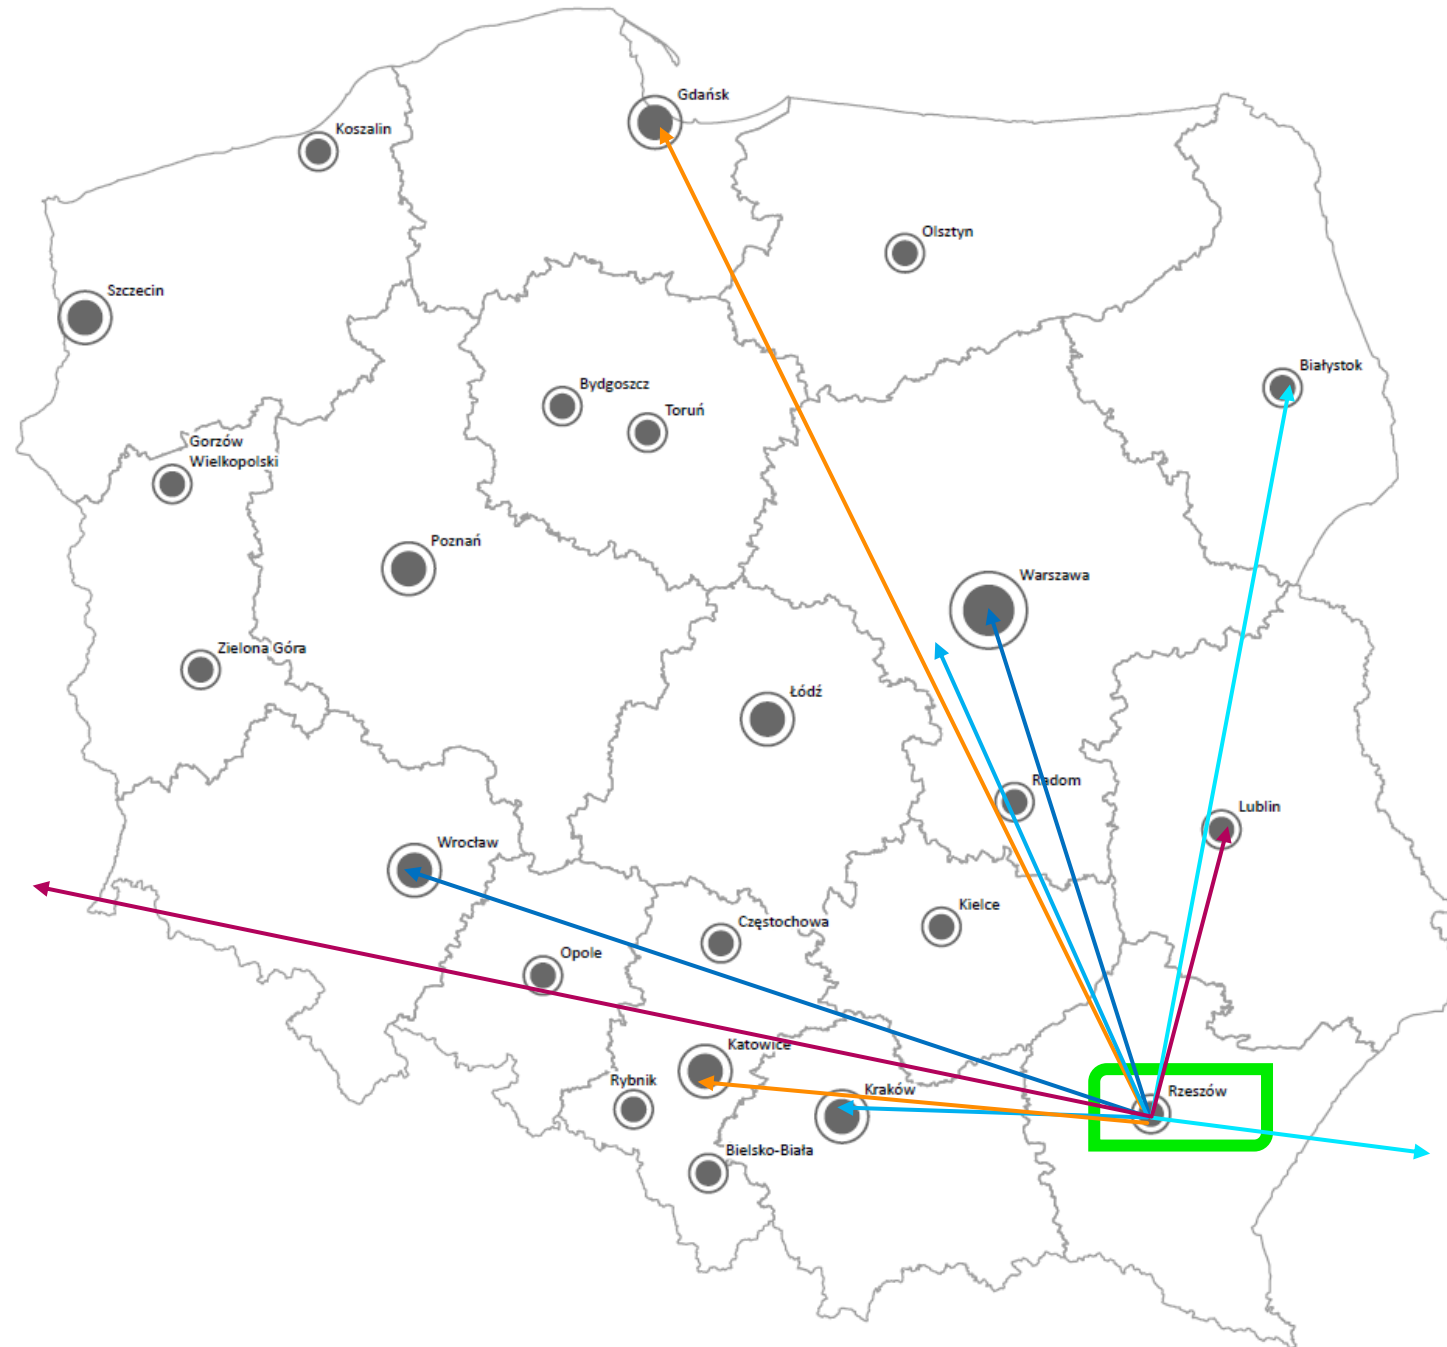 Gdańsk
Koszalin
Olsztyn
Szczecin
Białystok
Bydgoszcz
Toruń
Gorzów
Wielkopolski
Poznań
Warszawa
Zielona Góra
Łódź
Radom
Lublin
Wrocław
Kielce
Częstochowa
Opole
Katowice
Rybnik
Kraków
Rzeszów
Bielsko-Biała